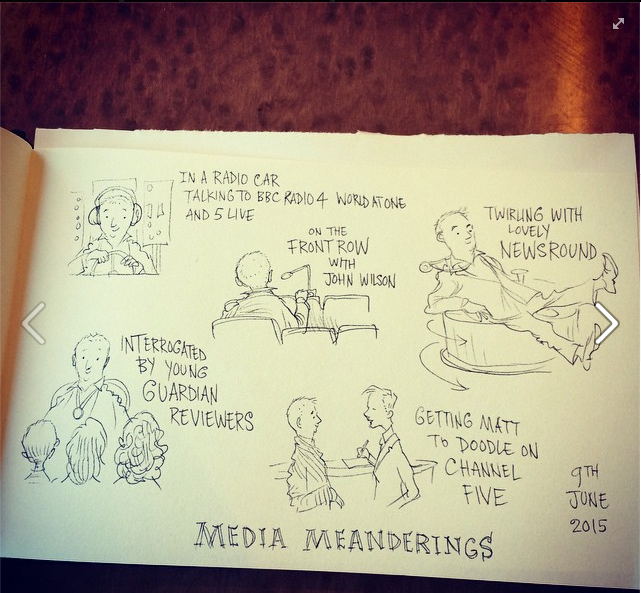 IN A RADIO CAR
TALKING TO BBC RADIO 4 WORLD AT ONE
AND 5 LIVE
ON THE
FRONT ROW
WITH
JOHN WILSON
TWIRLING WITH
LOVELY
NEWSROUND
INTERROGATED
BY YOUNG
GUARDIAN
REVIEWERS
GETTING MATT
TO DOODLE ON
CHANNEL
FIVE
9TH
JUNE
2015
MEDIA MEANDERINGS